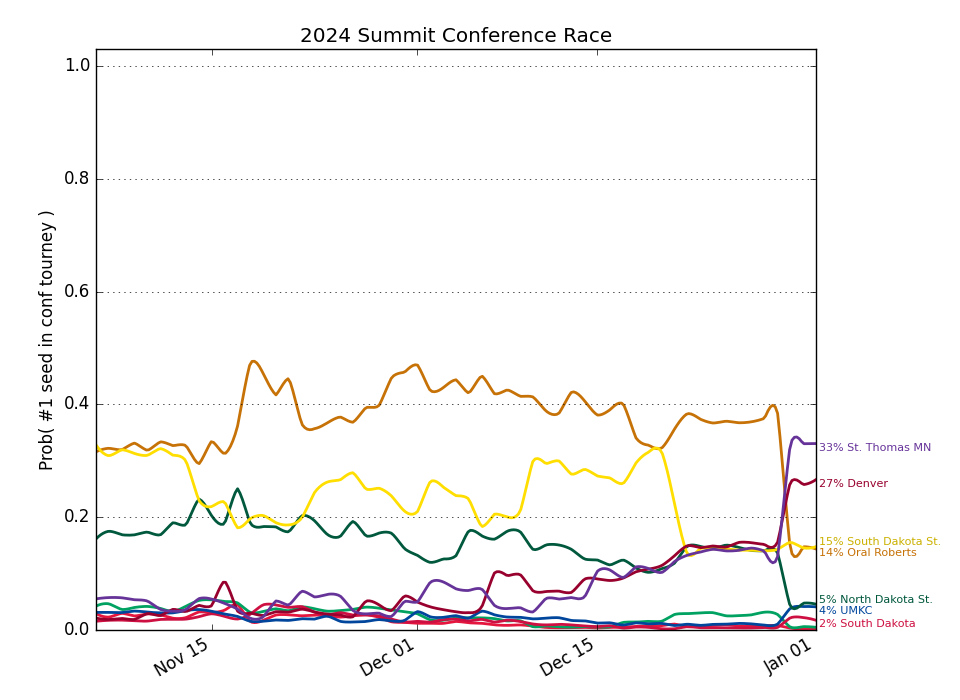 2024 Summit Conference Race
Prob( #1 seed in conf tourney )
1.0
0.8
0.6
0.4
0.2
0.0
33% St. Thomas MN
27% Denver
15% South Dakota St.
14% Oral Roberts
5% North Dakota St.
4% UMKC
2% South Dakota
Nov 15
Dec 01
Dec 15
Jan 01